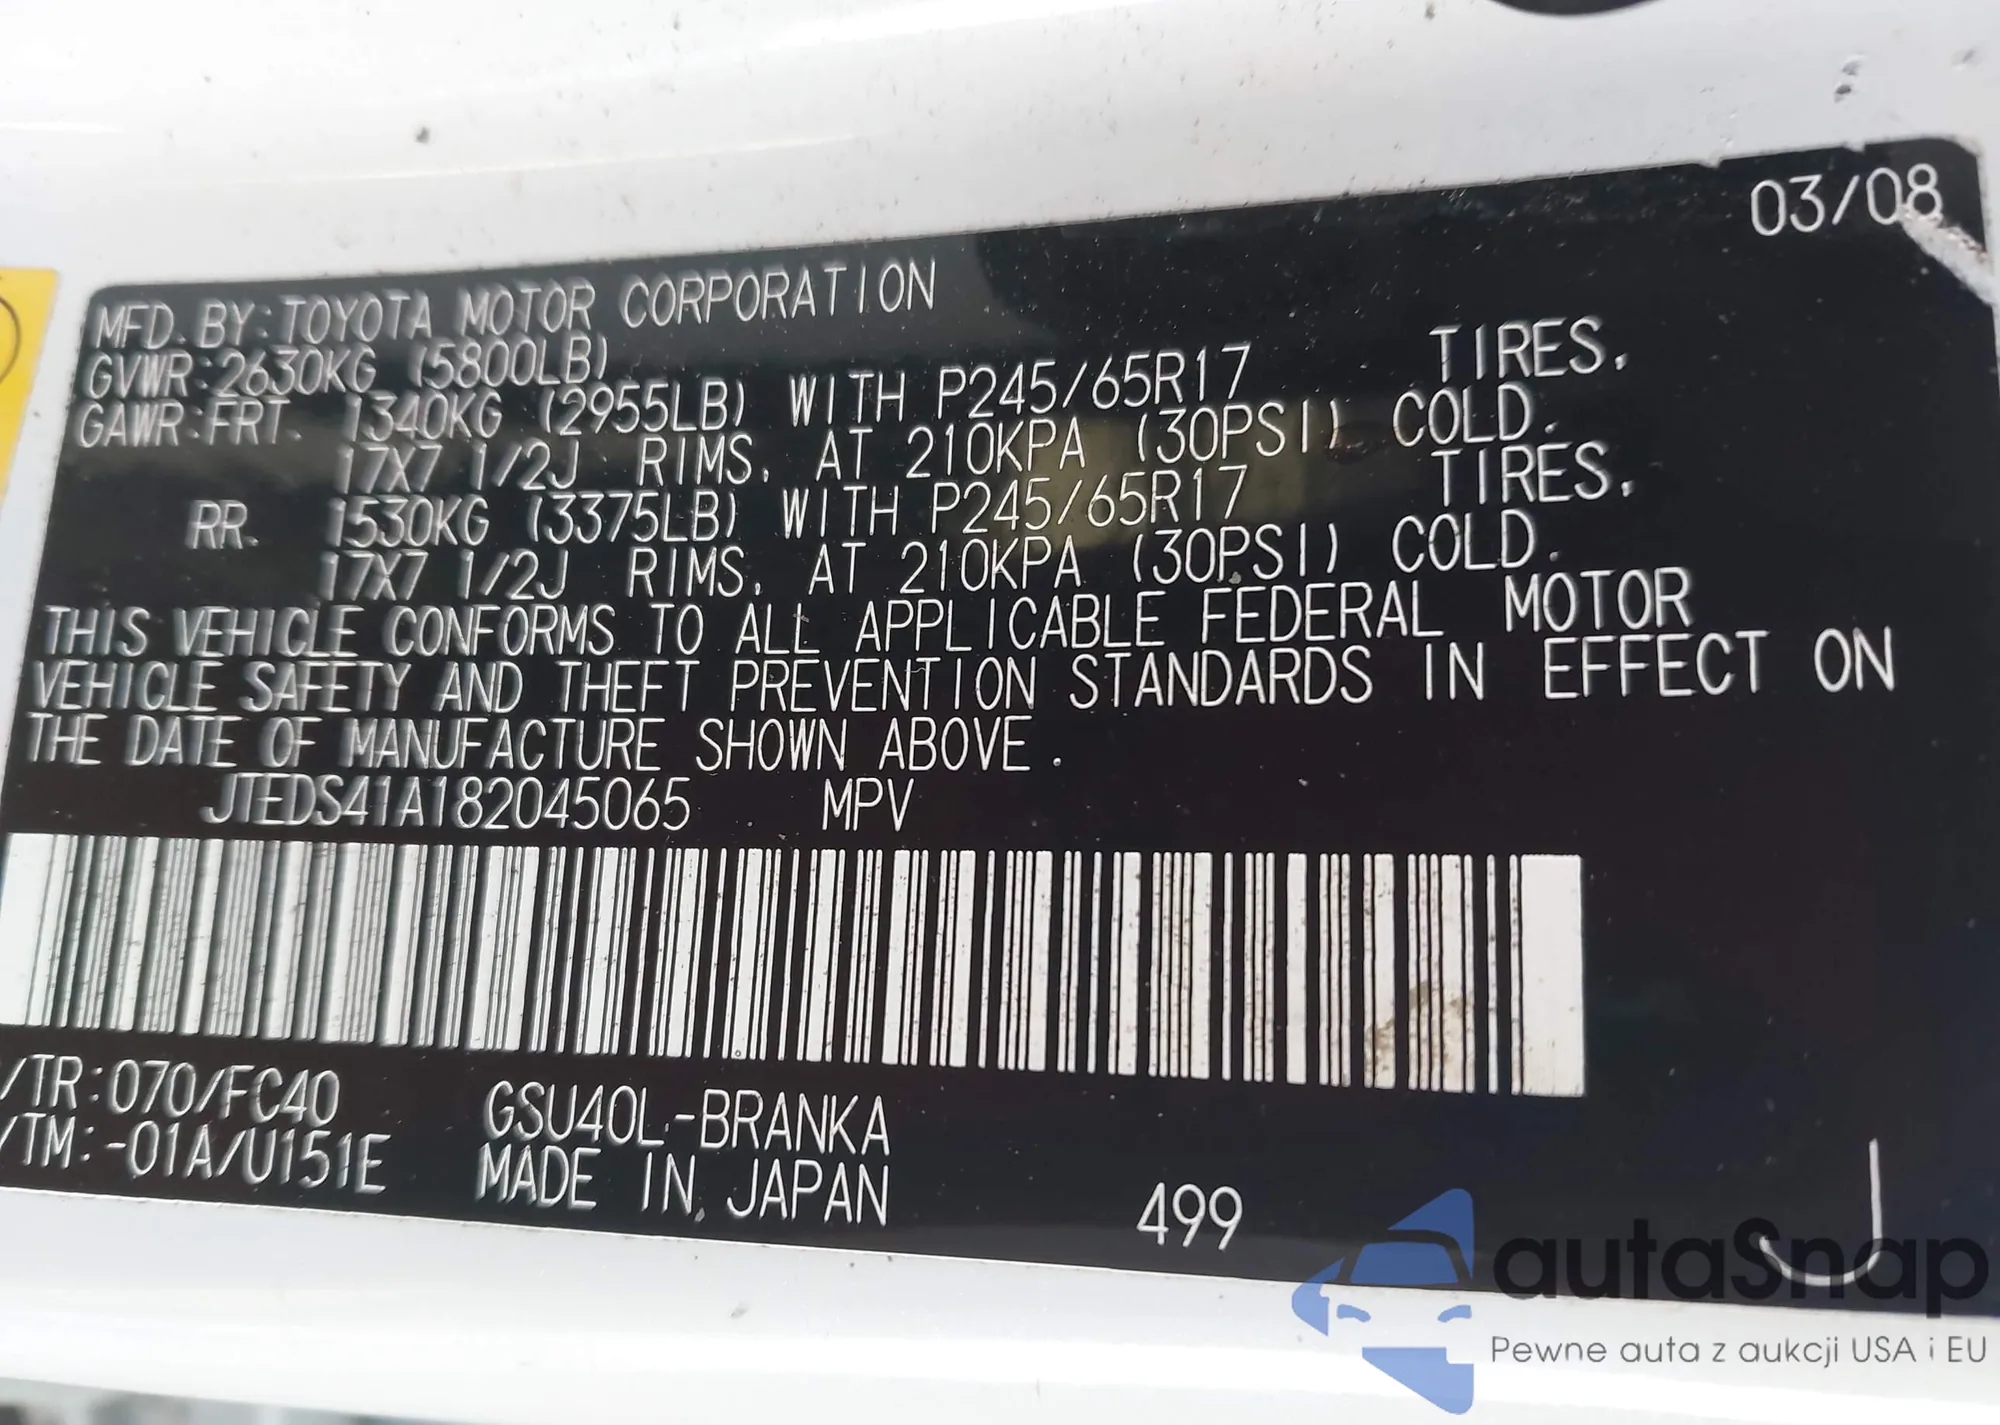 03/08
MFD. BY: TOYOTA MOTOR CORPORATION
GVWR: 2630KG (5800LB)
GAWR: FRT. 1340KG (2955LB) WITH P245/65R17 TIRES,
17X7 1/2J RIMS, AT 210KPA (30PSI) COLD.
RR. 1530KG (3375LB) WITH P245/65R17 TIRES,
17X7 1/2J RIMS, AT 210KPA (30PSI) COLD.
THIS VEHICLE CONFORMS TO ALL APPLICABLE FEDERAL MOTOR
VEHICLE SAFETY AND THEFT PREVENTION STANDARDS IN EFFECT ON
THE DATE OF MANUFACTURE SHOWN ABOVE.
JTEDS41A182045065 MPV
/TR: 070/FC40 GSU40L-BRANKA
/TM: -01A/U151E MADE IN JAPAN
499
J
autaSnap
Pewne auta z aukcji USA i EU